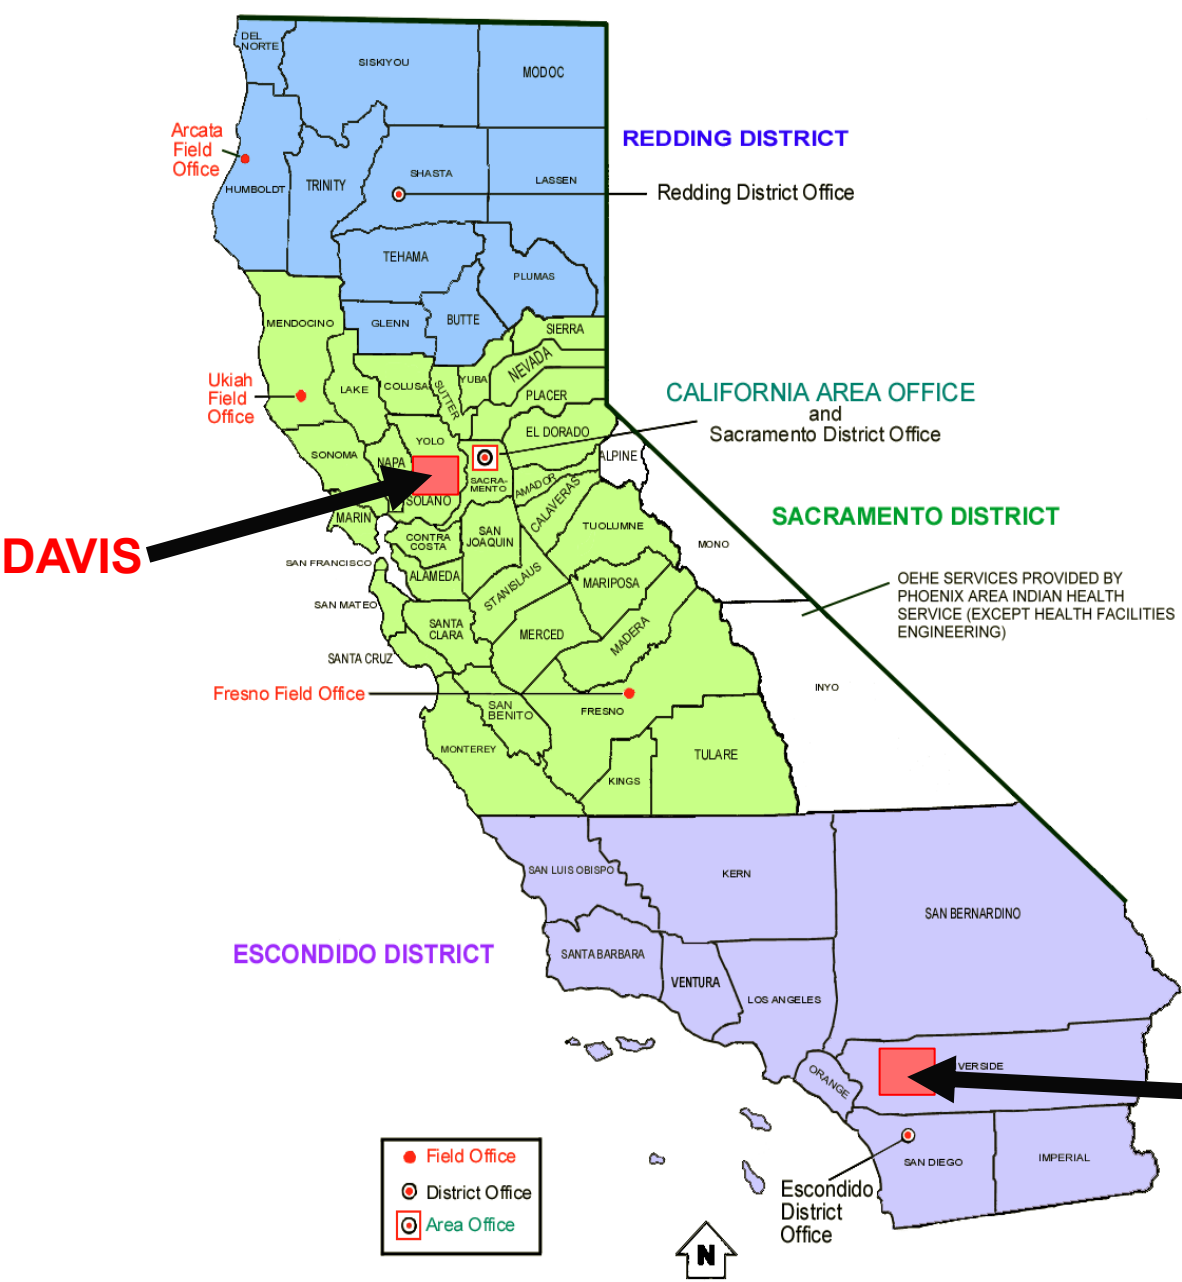 DEL
NORTE
SISKIYOU
MODOC
Arcata
Field
Office
REDDING DISTRICT
HUMBOLDT
TRINITY
SHASTA
LASSEN
Redding District Office
TEHAMA
PLUMAS
MENDOCINO
GLENN
BUTTE
SIERRA
NEVADA
Ukiah
Field
Office
LAKE
COLUSA
SUTTER
YUBA
PLACER
CALIFORNIA AREA OFFICE
and
Sacramento District Office
YOLO
EL DORADO
SONOMA
NAPA
ALPINE
SACRA-
MENTO
AMADOR
CALAVERAS
SOLANO
MARIN
SACRAMENTO DISTRICT
TUOLUMNE
DAVIS
CONTRA
COSTA
SAN
JOAQUIN
MONO
SAN FRANCISCO
ALAMEDA
STANISLAUS
MARIPOSA
OEHE SERVICES PROVIDED BY
PHOENIX AREA INDIAN HEALTH
SERVICE (EXCEPT HEALTH FACILITIES
ENGINEERING)
SAN MATEO
SANTA
CLARA
MERCED
MADERA
SANTA CRUZ
INYO
Fresno Field Office
SAN
BENITO
FRESNO
MONTEREY
TULARE
KINGS
SAN LUIS OBISPO
KERN
SAN BERNARDINO
ESCONDIDO DISTRICT
SANTA BARBARA
VENTURA
LOS ANGELES
ORANGE
VERSIDE
Field Office
District Office
Area Office
SAN DIEGO
IMPERIAL
Escondido
District
Office
N